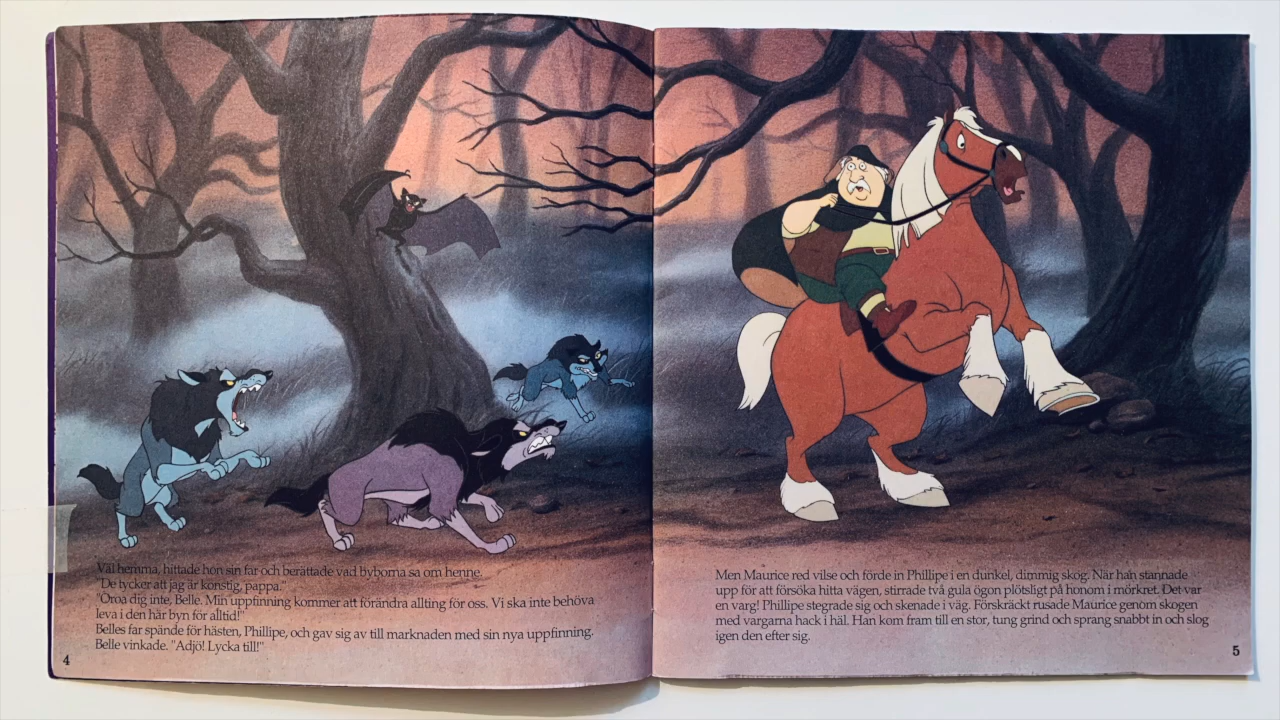 Väl hemma, hittade hon sin far och berättade vad byborna sa om henne.
"De tycker att jag är konstig, pappa."
"Oroa dig inte, Belle. Min uppfinning kommer att förändra allting för oss. Vi ska inte behöva
leva i den här byn för alltid!"
Belles far spände för hästen, Phillipe, och gav sig av till marknaden med sin nya uppfinning.
Belle vinkade. "Adjö! Lycka till!"
4
Men Maurice red vilse och förde in Phillipe i en dunkel, dimmig skog. När han stannade
upp för att försöka hitta vägen, stirrade två gula ögon plötsligt på honom i mörkret. Det var
en varg! Phillipe stegrade sig och skenade i väg. Förskräckt rusade Maurice genom skogen
med vargarna hack i häl. Han kom fram till en stor, tung grind och sprang snabbt in och slog
igen den efter sig.
5